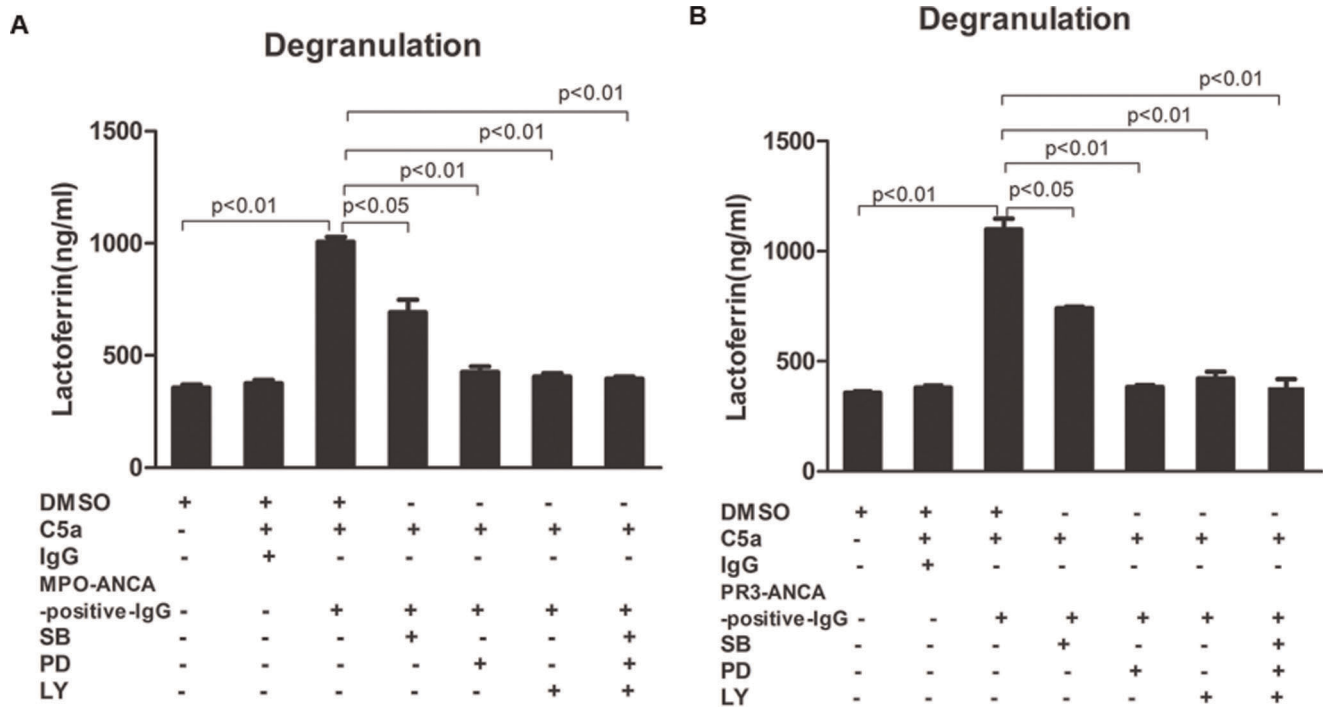 A
Degranulation
p<0.01
p<0.01
p<0.01
p<0.01 p<0.05
Lactoferrin(ng/ml)
1500
1000
500
0
DMSO + + + - - - -
C5a - + + + + + +
IgG - + - - - - -
MPO-ANCA
-positive-IgG - - + + + + +
SB - - - + - - +
PD - - - - + - +
LY - - - - - + +
B
Degranulation
p<0.01
p<0.01
p<0.01
p<0.01 p<0.05
Lactoferrin(ng/ml)
1500
1000
500
0
DMSO + + + - - - -
C5a - + + + + + +
IgG - + - - - - -
PR3-ANCA
-positive-IgG - - + + + + +
SB - - - + - - +
PD - - - - + - +
LY - - - - - + +